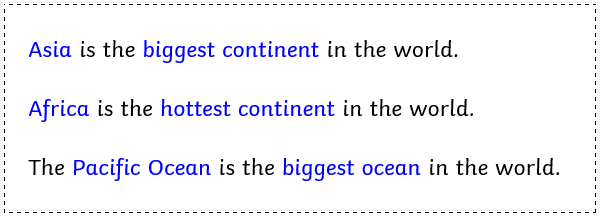 Asia is the biggest continent in the world.
Africa is the hottest continent in the world.
The Pacific Ocean is the biggest ocean in the world.